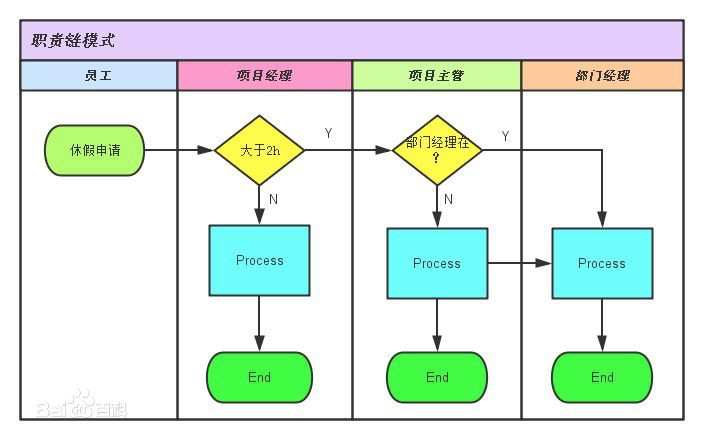 职责链模式
员工
项目经理
项目主管
部门经理
休假申请
大于2h
Y
部门经理在
？
Y
N
N
Process
Process
Process
End
End
End
Bai百科